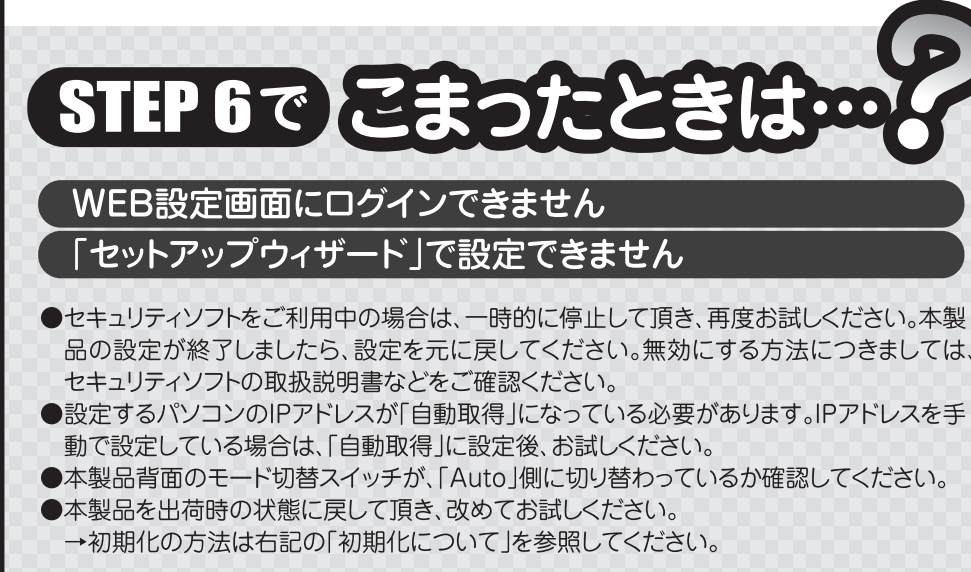 STEP 6で こまったときは…?
WEB設定画面にログインできません
「セットアップウィザード」で設定できません
●セキュリティソフトをご利用中の場合は、一時的に停止して頂き、再度お試しください。本製
品の設定が終了しましたら、設定を元に戻してください。無効にする方法につきましては、
セキュリティソフトの取扱説明書などをご確認ください。
●設定するパソコンのIPアドレスが「自動取得」になっている必要があります。IPアドレスを手
動で設定している場合は、「自動取得」に設定後、お試しください。
●本製品背面のモード切替スイッチが、「Auto」側に切り替わっているか確認してください。
●本製品を出荷時の状態に戻して頂き、改めてお試しください。
→初期化の方法は右記の「初期化について」を参照してください。